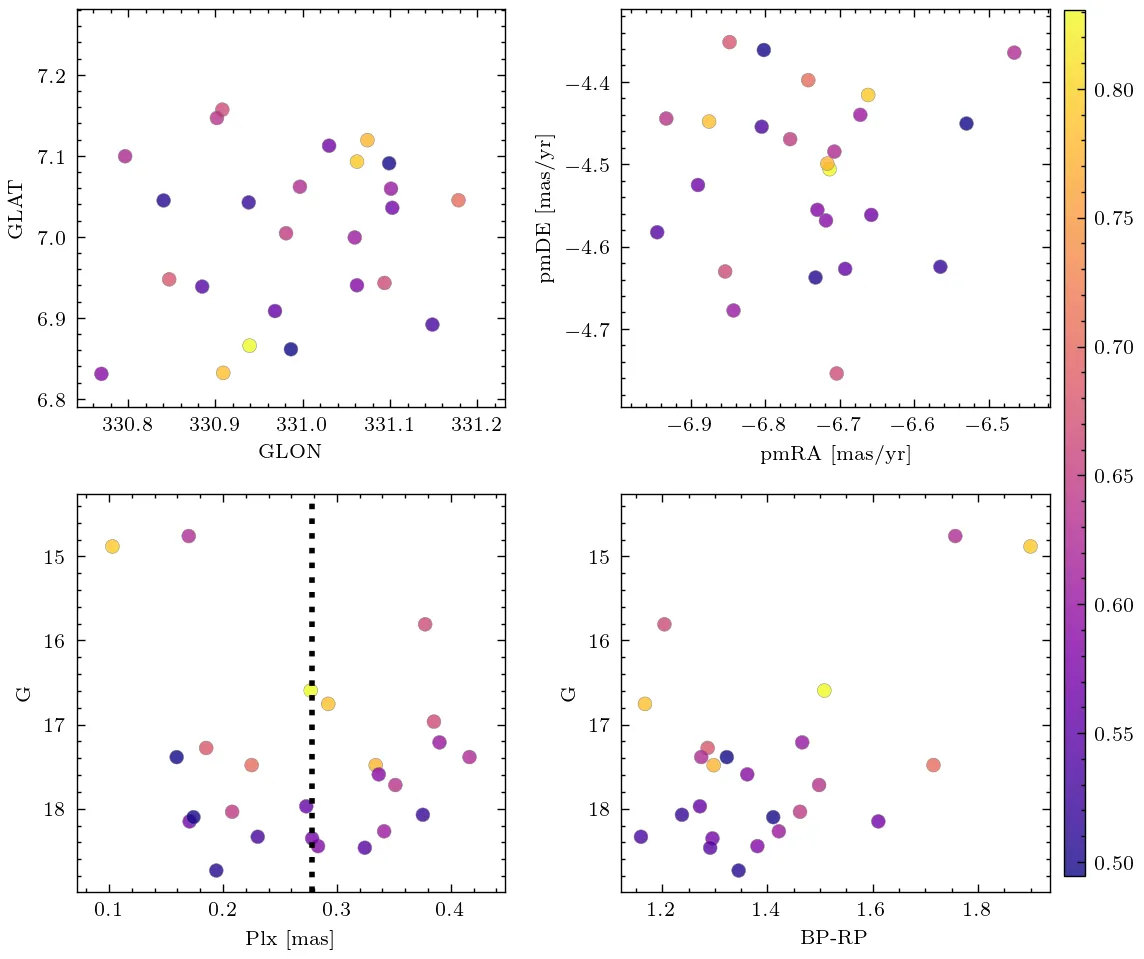 7.2
7.1
7.0
6.9
6.8
GLAT
330.8 330.9 331.0 331.1 331.2
GLON
−4.4
−4.5
−4.6
−4.7
pmDE [mas/yr]
−6.9 −6.8 −6.7 −6.6 −6.5
pmRA [mas/yr]
0.80
0.75
0.70
0.65
0.60
0.55
0.50
15
16
17
18
G
0.1 0.2 0.3 0.4
Plx [mas]
15
16
17
18
G
1.2 1.4 1.6 1.8
BP-RP